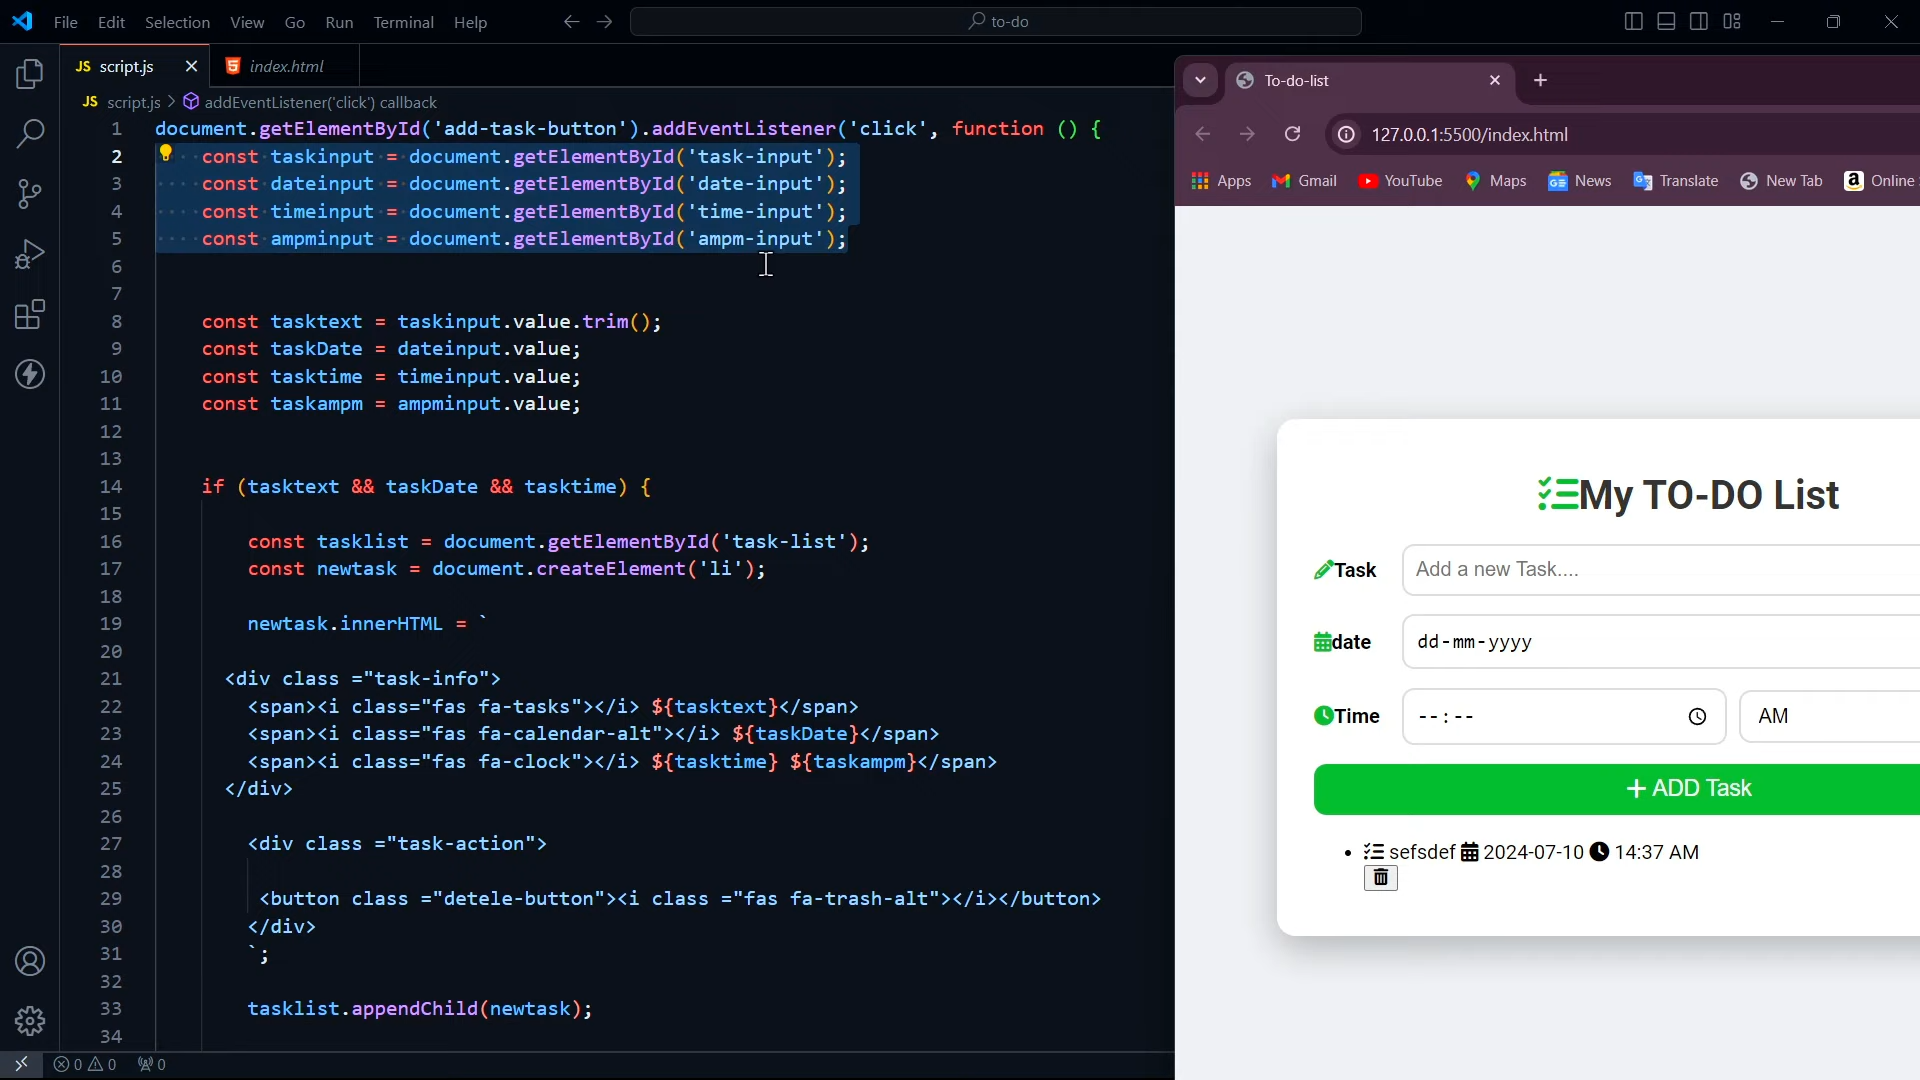 File Edit Selection View Go Run Terminal Help
to-do
JS script.js
index.html
JS script.js > addEventListener('click') callback
1 document.getElementById('add-task-button').addEventListener('click', function () {
2 const taskinput = document.getElementById('task-input');
3 const dateinput = document.getElementById('date-input');
4 const timeinput = document.getElementById('time-input');
5 const ampminput = document.getElementById('ampm-input');
6
7
8 const tasktext = taskinput.value.trim();
9 const taskDate = dateinput.value;
10 const tasktime = timeinput.value;
11 const taskampm = ampminput.value;
12
13
14 if (tasktext && taskDate && tasktime) {
15
16 const tasklist = document.getElementById('task-list');
17 const newtask = document.createElement('li');
18
19 newtask.innerHTML = `
20
21 <div class ="task-info">
22 <span><i class="fas fa-tasks"></i> ${tasktext}</span>
23 <span><i class="fas fa-calendar-alt"></i> ${taskDate}</span>
24 <span><i class="fas fa-clock"></i> ${tasktime} ${taskampm}</span>
25 </div>
26
27 <div class ="task-action">
28
29 <button class ="detele-button"><i class ="fas fa-trash-alt"></i></button>
30 </div>
31 `;
32
33 tasklist.appendChild(newtask);
34
0 0 0
To-do-list
127.0.0.1:5500/index.html
Apps Gmail YouTube Maps News Translate New Tab Online
My TO-DO List
Task Add a new Task....
date dd-mm-yyyy
Time --:-- AM
+ ADD Task
• sefsdef 2024-07-10 14:37 AM